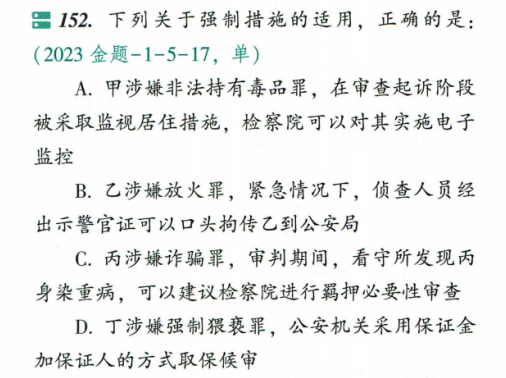 152. 下列关于强制措施的适用，正确的是：
(2023 金题-1-5-17，单)
A. 甲涉嫌非法持有毒品罪，在审查起诉阶段
被采取监视居住措施，检察院可以对其实施电子
监控
B. 乙涉嫌放火罪，紧急情况下，侦查人员经
出示警官证可以口头拘传乙到公安局
C. 丙涉嫌诈骗罪，审判期间，看守所发现丙
身染重病，可以建议检察院进行羁押必要性审查
D. 丁涉嫌强制猥亵罪，公安机关采用保证金
加保证人的方式取保候审